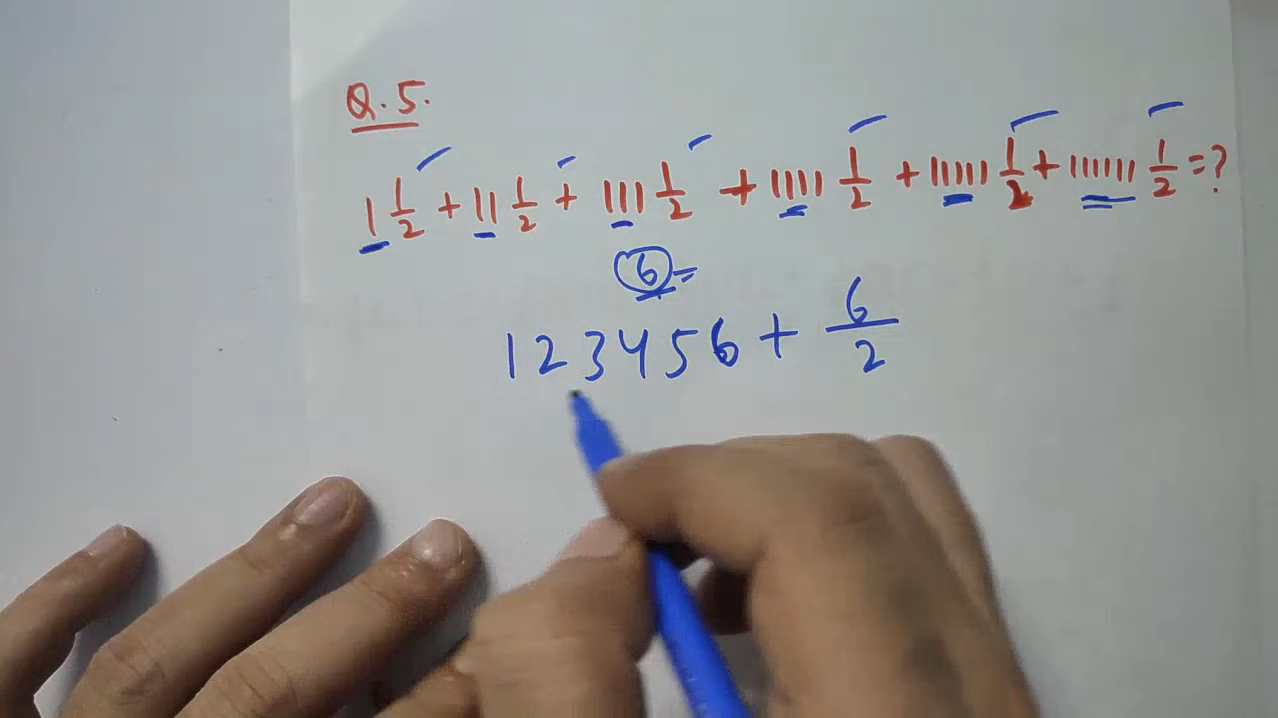 Q.5.
1 1/2 + 11 1/2 + 111 1/2 + 1111 1/2 + 11111 1/2 + 111111 1/2 = ?
6 =
123456 + 6/2